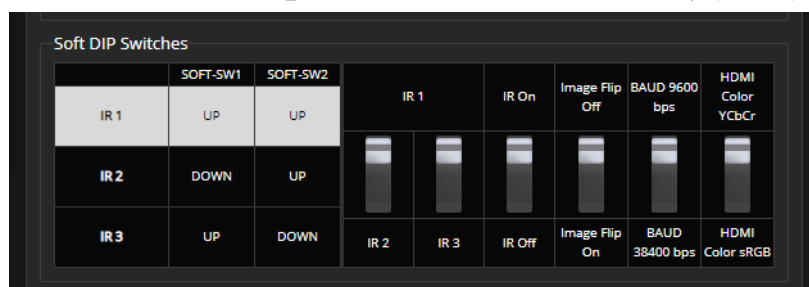 Soft DIP Switches
SOFT-SW1 SOFT-SW2
IR 1 UP UP
IR 2 DOWN UP
IR 3 UP DOWN
IR 1
IR On
Image Flip
Off
BAUD 9600
bps
HDMI
Color
YCbCr
IR 2
IR 3
IR Off
Image Flip
On
BAUD
38400 bps
HDMI
Color sRGB